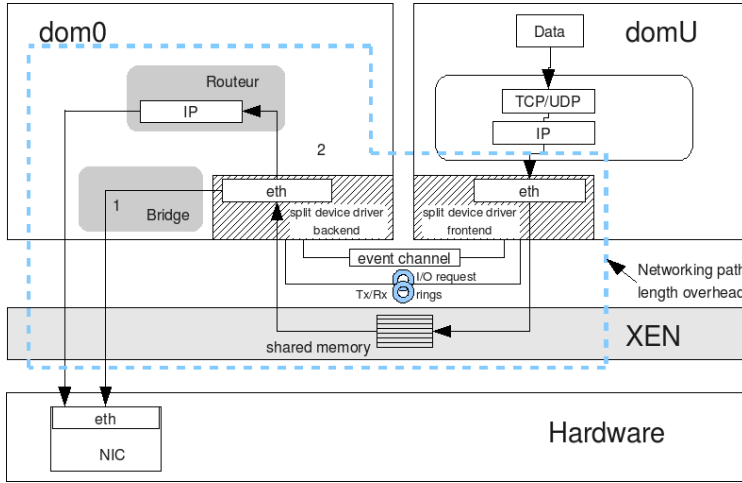 dom0
domU
Data
Routeur
IP
TCP/UDP
IP
2
eth
eth
1
Bridge
split device driver
backend
split device driver
frontend
event channel
I/O request
Tx/Rx
rings
Networking path
length overhead
shared memory
XEN
eth
NIC
Hardware